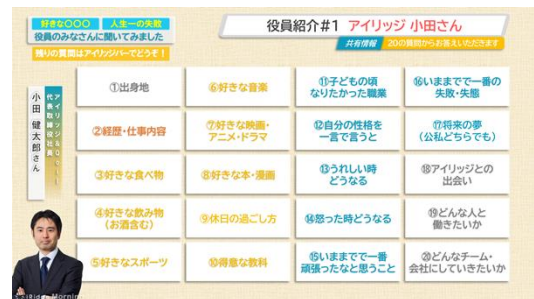 好きな○○○ 人生一の失敗
役員のみなさんに聞いてみました
残りの質問はアイリッジバーでどうぞ！
役員紹介#1 アイリッジ 小田さん
共有情報 20の質問からお答えいただきます
代表取締役社長
小田 健太郎さん
①出身地
②経歴・仕事内容
③好きな食べ物
④好きな飲み物
（お酒含む）
⑤好きなスポーツ
⑥好きな音楽
⑦好きな映画・
アニメ・ドラマ
⑧好きな本・漫画
⑨休日の過ごし方
⑩得意な教科
⑪子どもの頃
なりたかった職業
⑫自分の性格を
一言で言うと
⑬うれしい時
どうなる
⑭怒った時どうなる
⑮いままでで一番
頑張ったなと思うこと
⑯いままでで一番の
失敗・失態
⑰将来の夢
（公私どちらでも）
⑱アイリッジとの
出会い
⑲どんな人と
働きたいか
⑳どんなチーム・
会社にしていきたいか